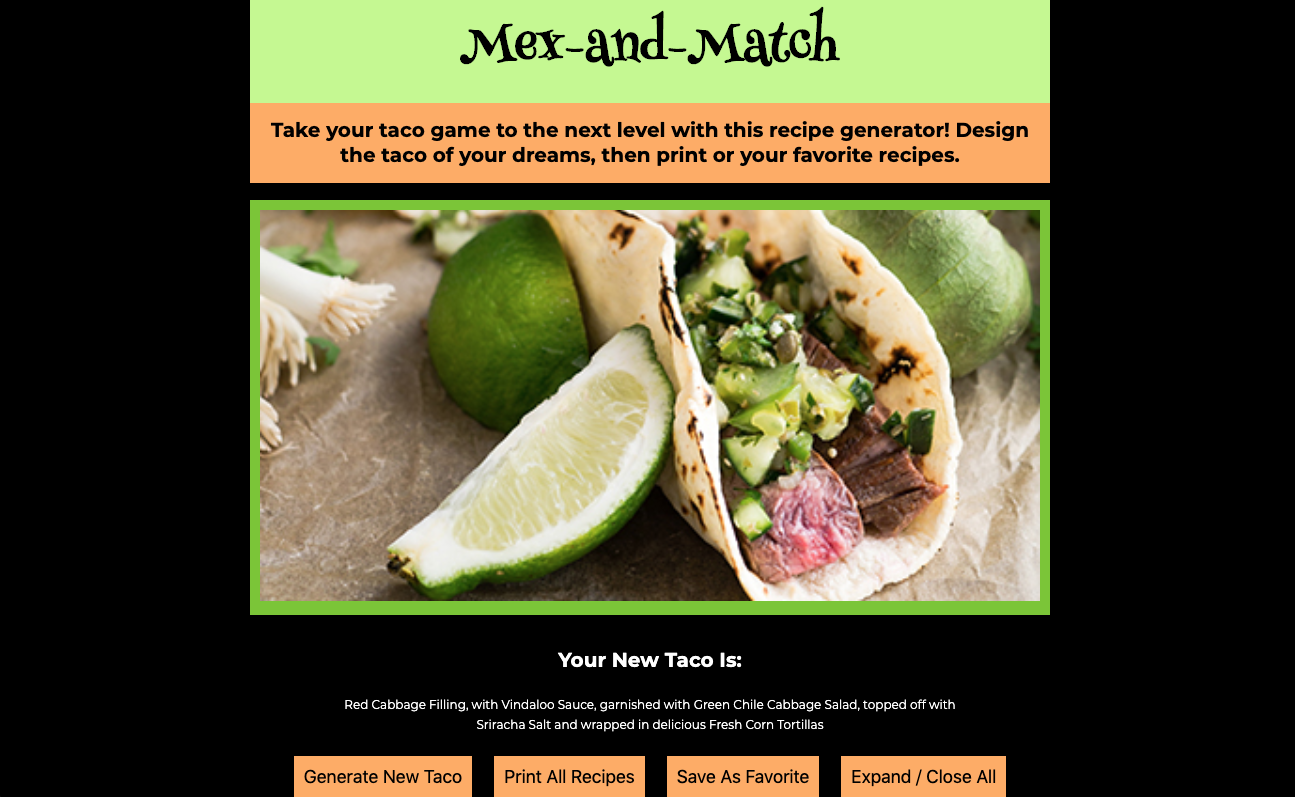 Mex-and-Match
Take your taco game to the next level with this recipe generator! Design
the taco of your dreams, then print or your favorite recipes.
Your New Taco Is:
Red Cabbage Filling, with Vindaloo Sauce, garnished with Green Chile Cabbage Salad, topped off with
Sriracha Salt and wrapped in delicious Fresh Corn Tortillas
Generate New Taco
Print All Recipes
Save As Favorite
Expand / Close All